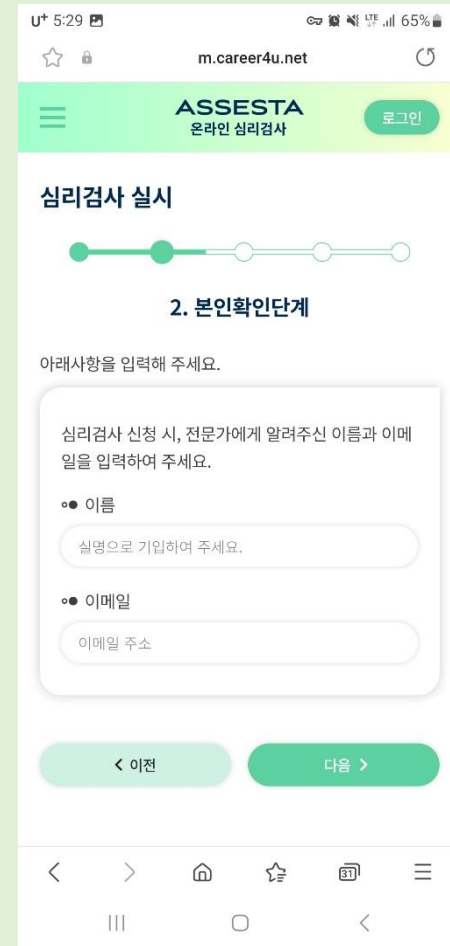 U+ 5:29 LTE 65%
m.career4u.net
ASSESTA
온라인 심리검사
로그인
심리검사 실시
2. 본인확인단계
아래사항을 입력해 주세요.
심리검사 신청 시, 전문가에게 알려주신 이름과 이메
일을 입력하여 주세요.
이름
실명으로 기입하여 주세요.
이메일
이메일 주소
이전
다음
31